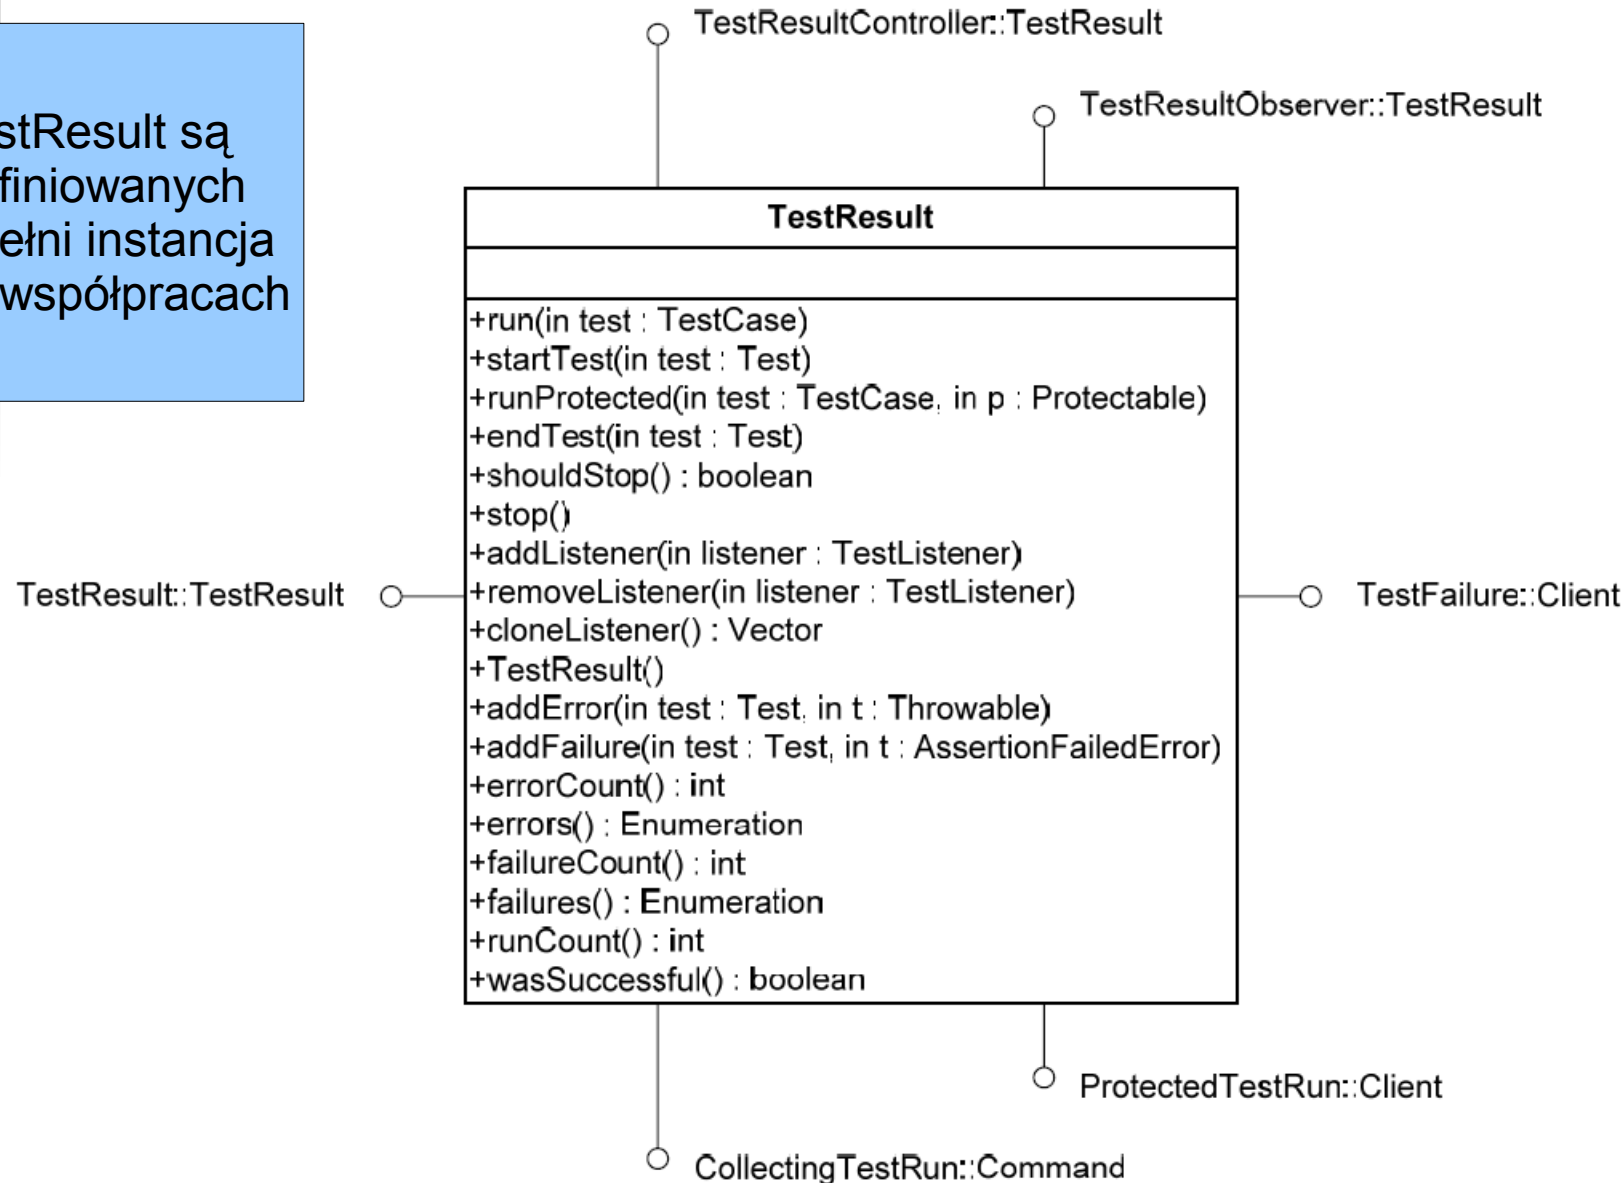 TestResultController::TestResult
TestResultObserver::TestResult
są
instancja
współpracach
TestResult
+run(in test : TestCase)
+startTest(in test : Test)
+runProtected(in test : TestCase, in p : Protectable)
+endTest(in test : Test)
+shouldStop() : boolean
+stop()
+addListener(in listener : TestListener)
+removeListener(in listener : TestListener)
+cloneListener() : Vector
+TestResult()
+addError(in test : Test, in t : Throwable)
+addFailure(in test : Test, in t : AssertionFailedError)
+errorCount() : int
+errors() : Enumeration
+failureCount() : int
+failures() : Enumeration
+runCount() : int
+wasSuccessful() : boolean
TestResult::TestResult
TestFailure::Client
ProtectedTestRun::Client
CollectingTestRun::Command